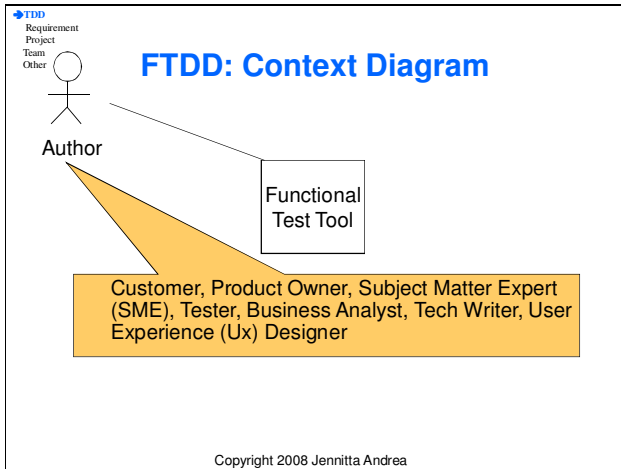 TDD
Requirement
Project
Team
Other
FTDD: Context Diagram
Author
Functional
Test Tool
Customer, Product Owner, Subject Matter Expert
(SME), Tester, Business Analyst, Tech Writer, User
Experience (Ux) Designer
Copyright 2008 Jennitta Andrea